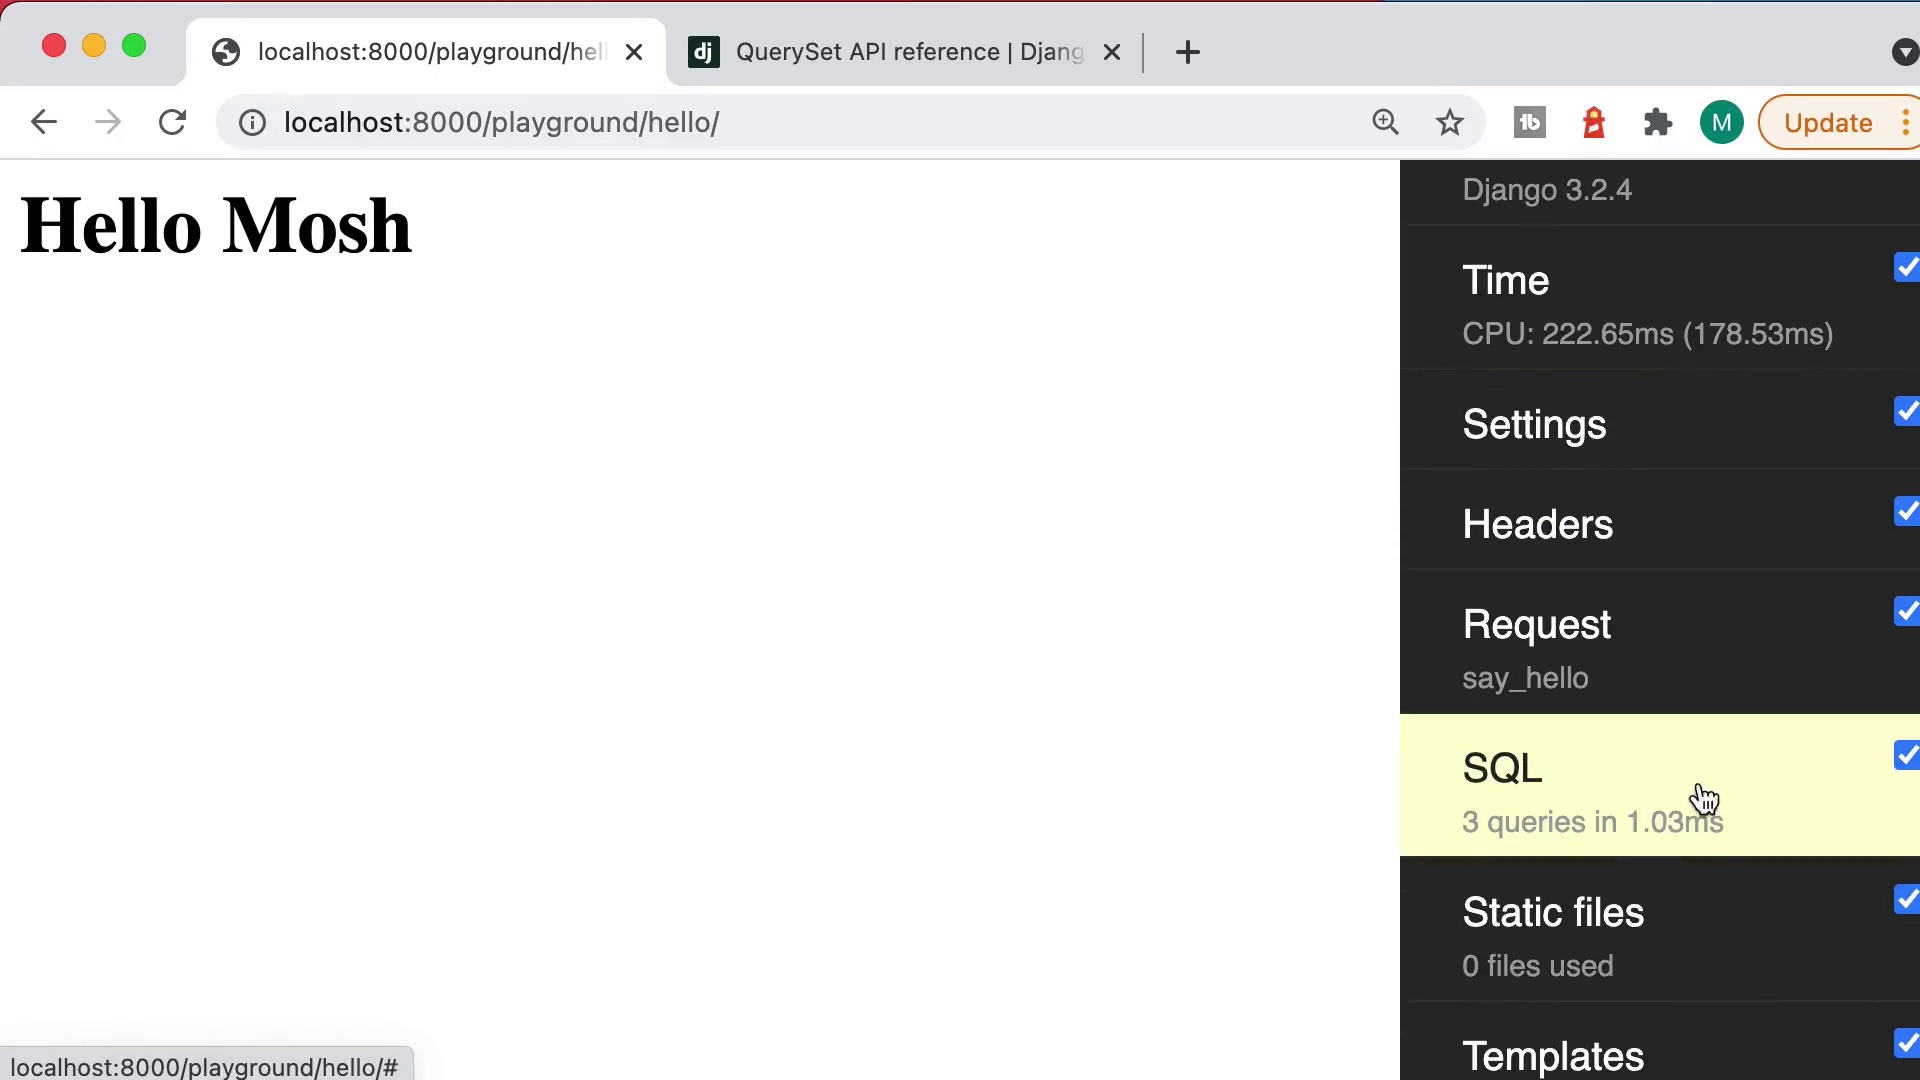 localhost:8000/playground/hel
QuerySet API reference | Djang
localhost:8000/playground/hello/
M
Update
Hello Mosh
Django 3.2.4
Time
CPU: 222.65ms (178.53ms)
Settings
Headers
Request
say_hello
SQL
3 queries in 1.03ms
Static files
0 files used
Templates
localhost:8000/playground/hello/#